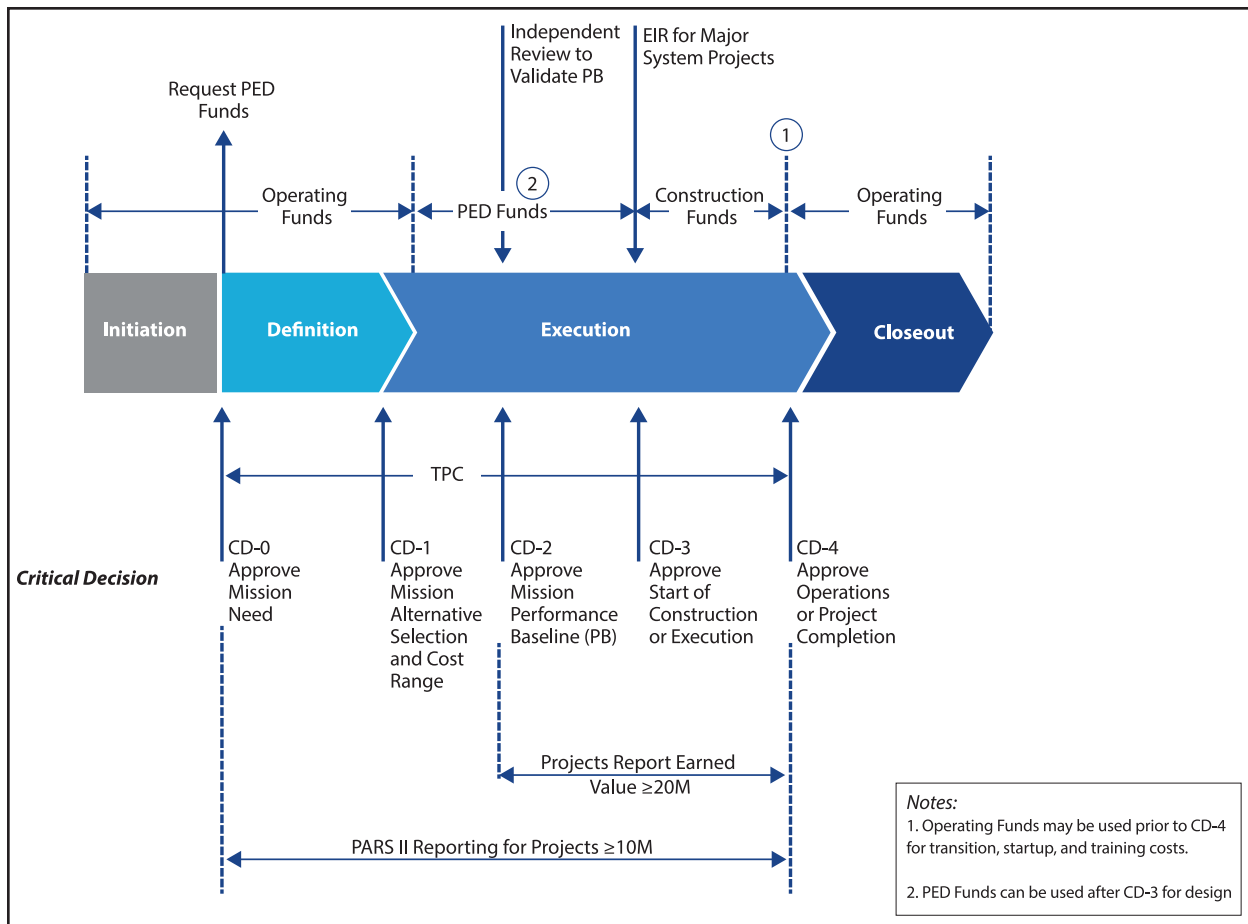 Independent
Review to
Validate PB
EIR for Major
System Projects
Request PED
Funds
1
2
Operating
Funds
PED Funds
Construction
Funds
Operating
Funds
Initiation
Definition
Execution
Closeout
TPC
Critical Decision
CD-0
Approve
Mission
Need
CD-1
Approve
Mission
Alternative
Selection
and Cost
Range
CD-2
Approve
Mission
Performance
Baseline (PB)
CD-3
Approve
Start of
Construction
or Execution
CD-4
Approve
Operations
or Project
Completion
Projects Report Earned
Value ≥20M
PARS II Reporting for Projects ≥10M
Notes:
1. Operating Funds may be used prior to CD-4
for transition, startup, and training costs.
2. PED Funds can be used after CD-3 for design